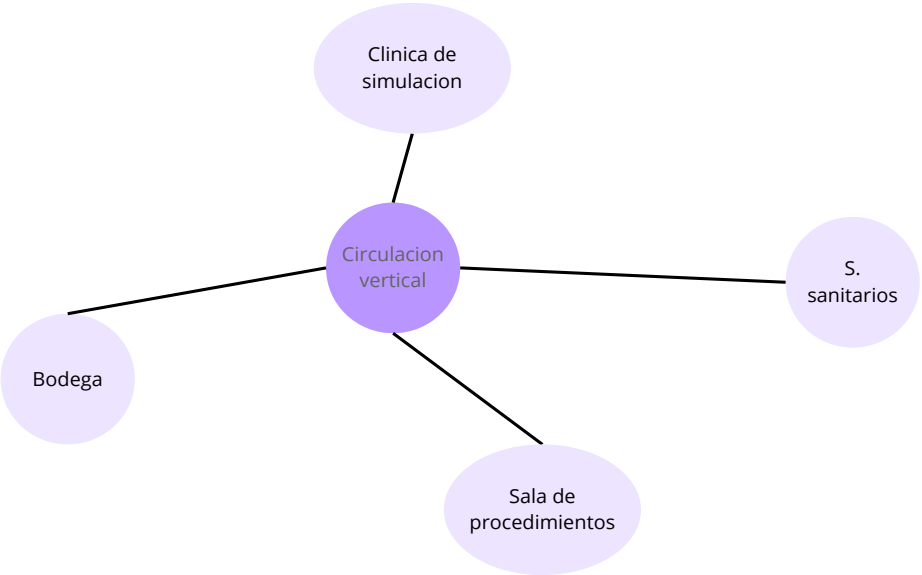 Clinica de
simulacion
Circulacion
vertical
S.
sanitarios
Bodega
Sala de
procedimientos